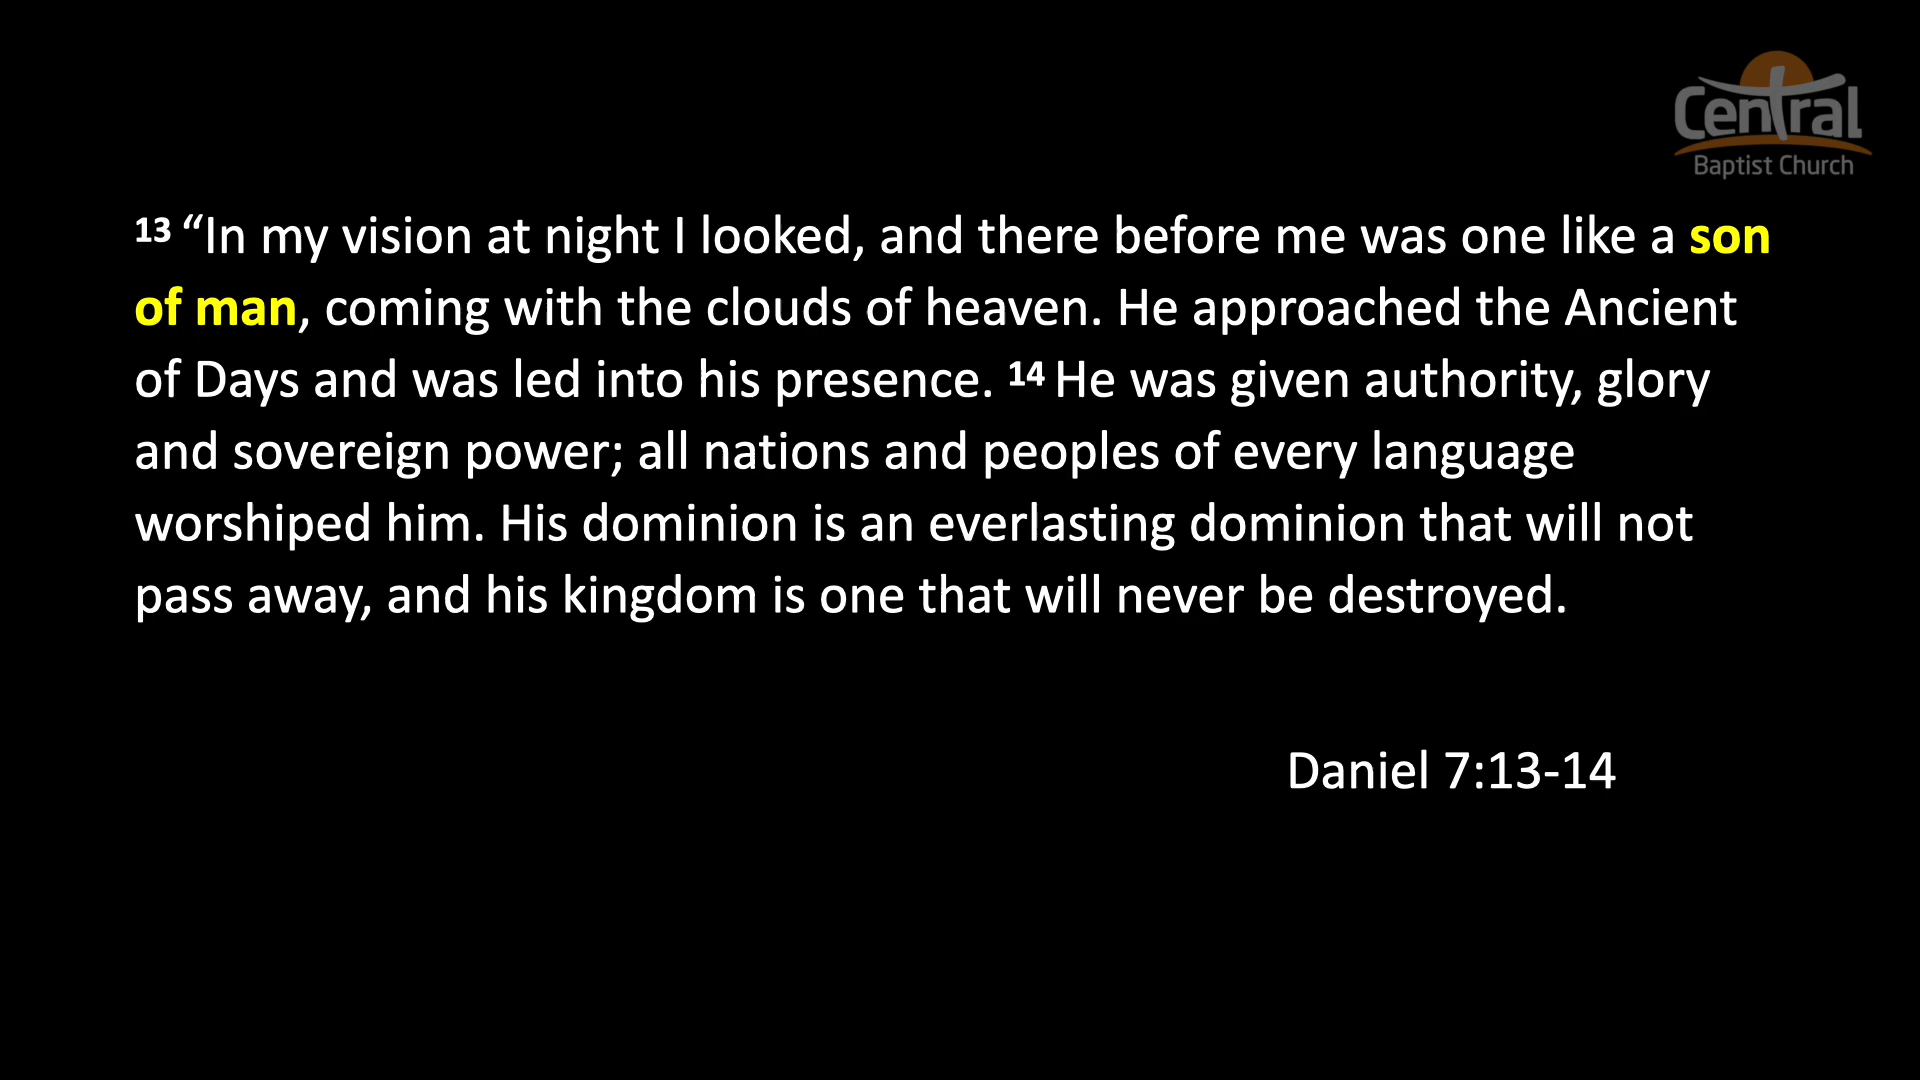 Central
Baptist Church
13 “In my vision at night I looked, and there before me was one like a son
of man, coming with the clouds of heaven. He approached the Ancient
of Days and was led into his presence. 14 He was given authority, glory
and sovereign power; all nations and peoples of every language
worshiped him. His dominion is an everlasting dominion that will not
pass away, and his kingdom is one that will never be destroyed.
Daniel 7:13-14